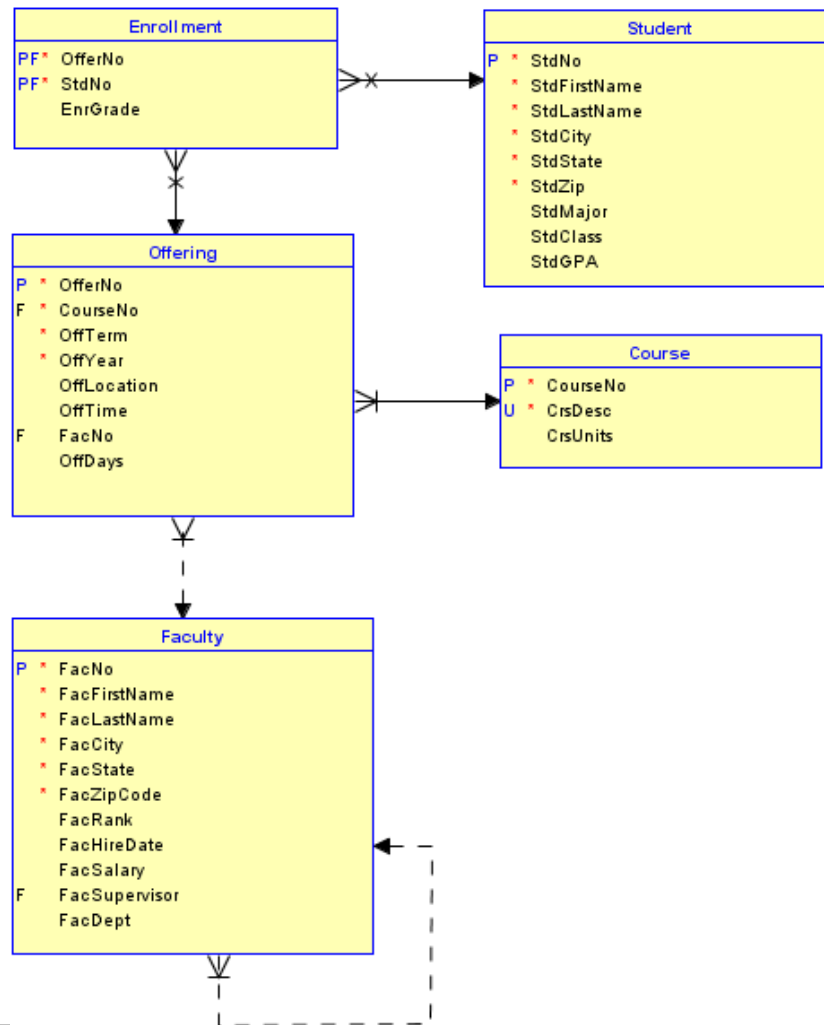 Enrollment
PF* OfferNo
PF* StdNo
EnrGrade
Student
P * StdNo
* StdFirstName
* StdLastName
* StdCity
* StdState
* StdZip
StdMajor
StdClass
StdGPA
Offering
P * OfferNo
F * CourseNo
* OffTerm
* OffYear
OffLocation
OffTime
F FacNo
OffDays
Course
P * CourseNo
U * CrsDesc
CrsUnits
Faculty
P * FacNo
* FacFirstName
* FacLastName
* FacCity
* FacState
* FacZipCode
FacRank
FacHireDate
FacSalary
F FacSupervisor
FacDept